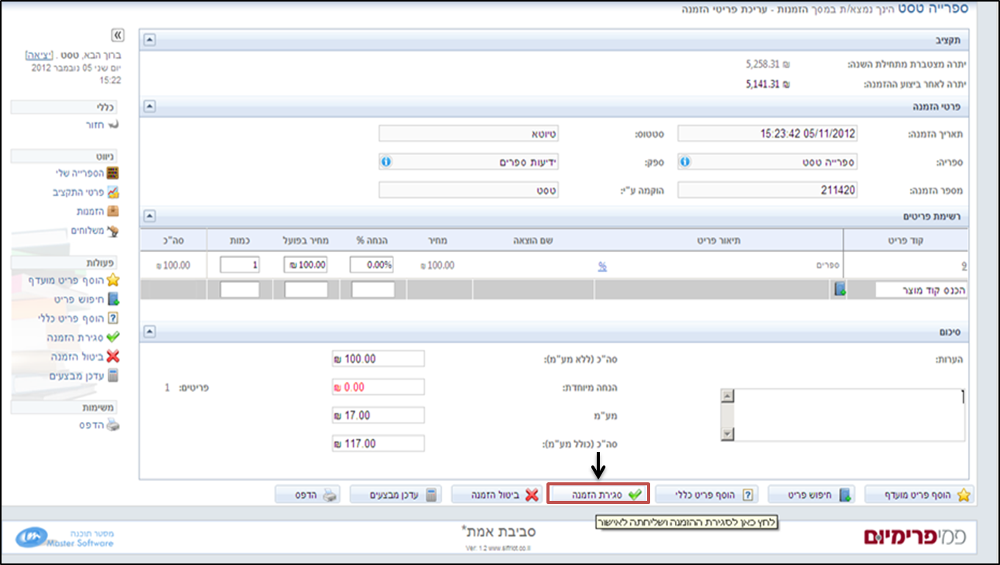 ספרייה טסט הינך נמצא/ת במסך הזמנות - עריכת פריטי הזמנה
ברוך הבא, טסט . [יציאה]
יום שני 05 נובמבר 2012
15:22
כללי
חזור
ניווט
הספרייה שלי
פרטי התקציב
הזמנות
משלוחים
פעולות
הוסף פריט מועדף
חיפוש פריט
הוסף פריט כללי
סגירת הזמנה
ביטול הזמנה
עדכן מבצעים
משימות
הדפס
תקציב
יתרה מצטברת מתחילת השנה: 5,258.31 ₪
יתרה לאחר ביצוע ההזמנה: 5,141.31 ₪
פרטי הזמנה
תאריך הזמנה: 15:23:42 05/11/2012 סטטוס: טיוטא
ספריה: ספרייה טסט ספק: ידיעות ספרים
מספר הזמנה: 211420 הוקמה ע"י: טסט
רשימת פריטים
קוד פריט תיאור פריט שם הוצאה מחיר הנחה % מחיר בפועל כמות סה"כ
9 ספרים % 100.00 ₪ 0.00% 100.00 ₪ 1 100.00 ₪
הכנס קוד מוצר
סיכום
הערות: סה"כ (ללא מע"מ): 100.00 ₪
הנחה מיוחדת: 0.00 ₪ פריטים: 1
מע"מ 17.00 ₪
סה"כ (כולל מע"מ): 117.00 ₪
הוסף פריט מועדף חיפוש פריט הוסף פריט כללי סגירת הזמנה ביטול הזמנה עדכן מבצעים הדפס
לחץ כאן לסגירת ההומנה ושליחתה לאישור
פמיפרימיום
סביבת אמת*
Ver: 1.2 www.alfriot.co.il
מסטר תוכנה
Master Software